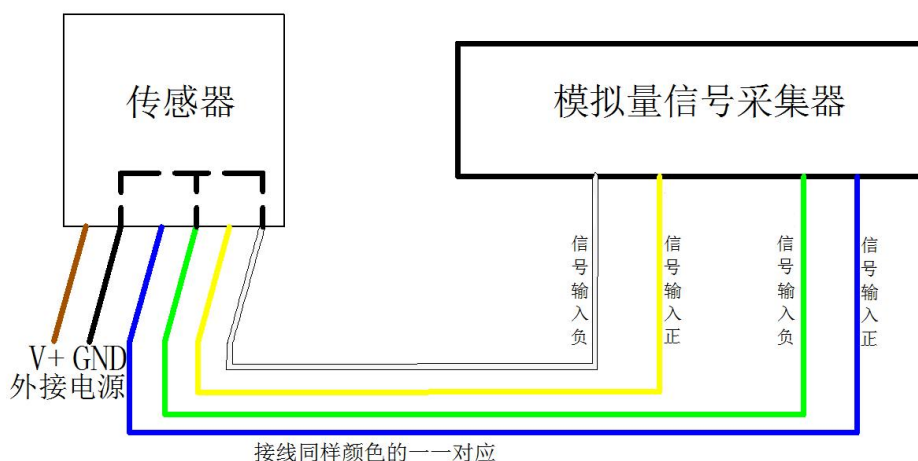 传感器
模拟量信号采集器
信号输入负
信号输入正
信号输入负
信号输入正
V+ GND
外接电源
接线同样颜色的一一对应